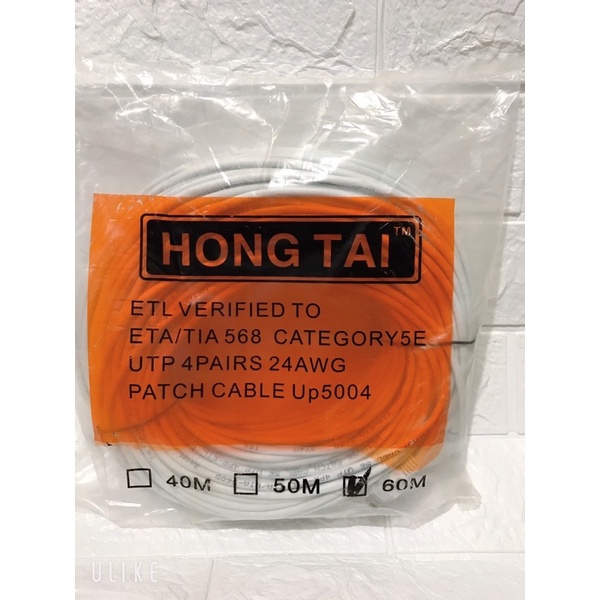 HONG TAI™
ETL VERIFIED TO
ETA/TIA 568 CATEGORY5E
UTP 4PAIRS 24AWG
PATCH CABLE Up5004
40M 50M 60M
ULIKE